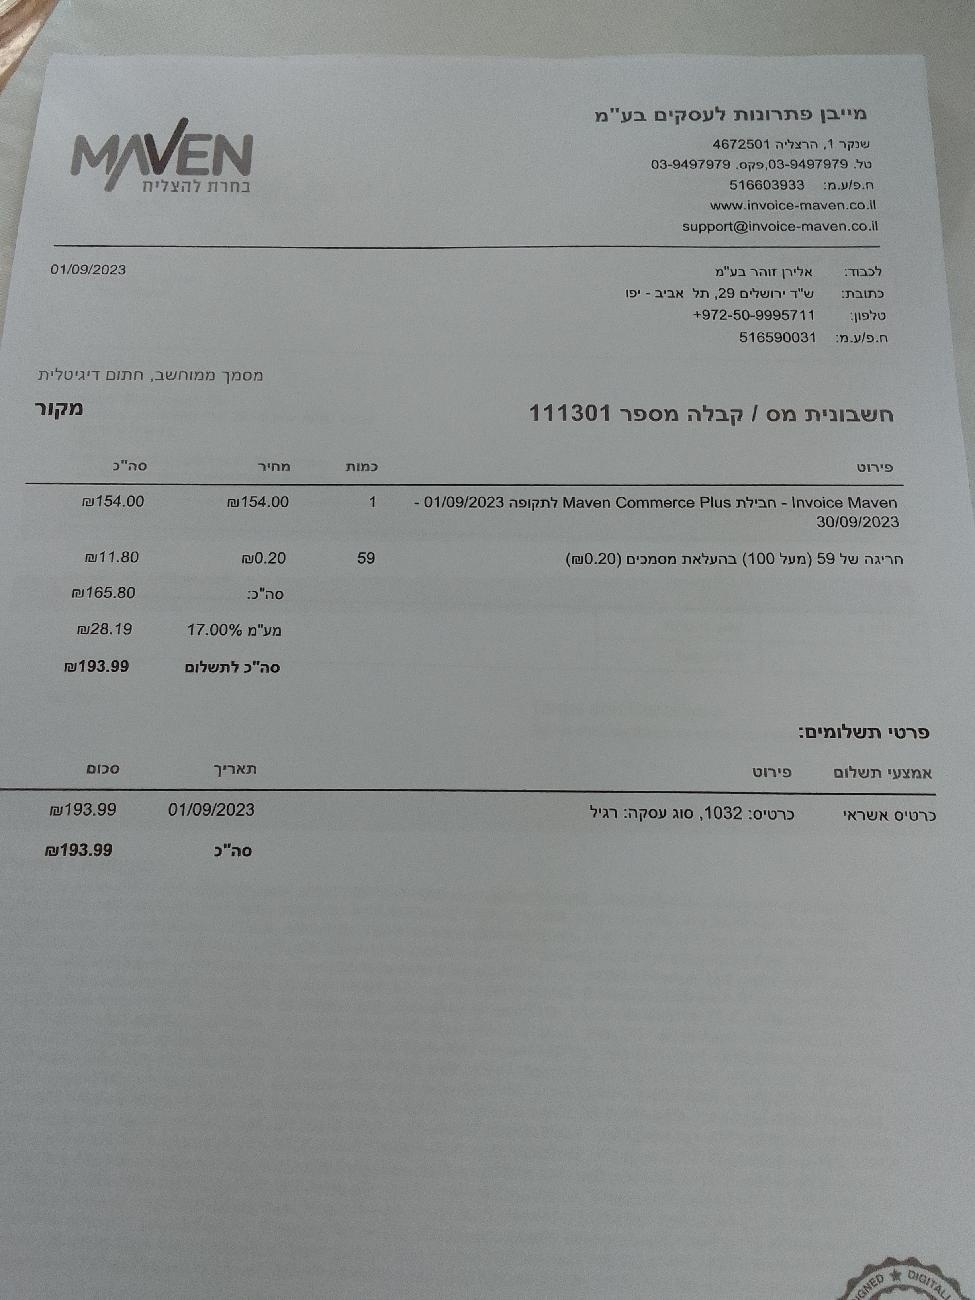 MAVEN
בחרת להצליח
מייבן פתרונות לעסקים בע"מ
שנקר 1, הרצליה 4672501
טל. 03-9497979,פקס. 03-9497979
ח.פ/ע.מ: 516603933
www.invoice-maven.co.il
support@invoice-maven.co.il
01/09/2023
לכבוד: אלירן זוהר בע"מ
כתובת: ש"ד ירושלים 29, תל אביב - יפו
טלפון: +972-50-9995711
ח.פ/ע.מ: 516590031
מסמך ממוחשב, חתום דיגיטלית
חשבונית מס / קבלה מספר 111301 מקור
פירוט כמות מחיר סה"כ
Invoice Maven - חבילת Maven Commerce Plus לתקופה 01/09/2023 - 1 ₪154.00 ₪154.00
30/09/2023
חריגה של 59 (מעל 100) בהעלאת מסמכים (₪0.20) 59 ₪0.20 ₪11.80
סה"כ: ₪165.80
מע"מ 17.00% ₪28.19
סה"כ לתשלום ₪193.99
פרטי תשלומים:
אמצעי תשלום פירוט תאריך סכום
כרטיס אשראי כרטיס: 1032, סוג עסקה: רגיל 01/09/2023 ₪193.99
סה"כ ₪193.99